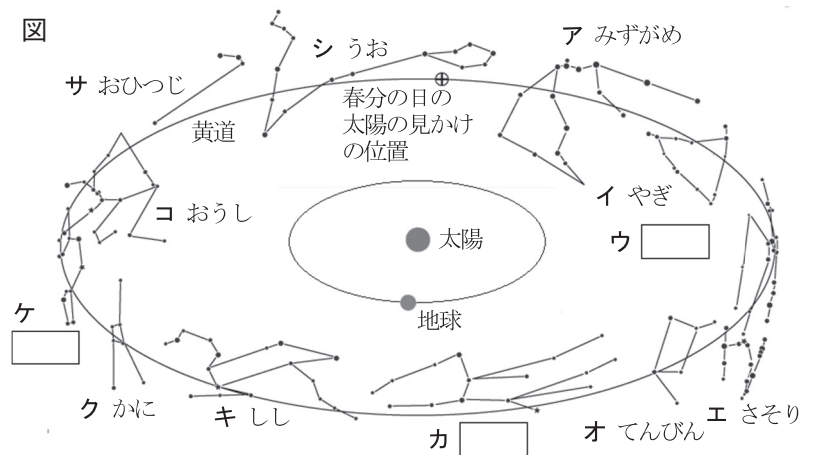 図
シ うお
ア みずがめ
サ おひつじ
春分の日の
太陽の見かけ
の位置
黄道
イ やぎ
コ おうし
ウ
太陽
ケ
地球
ク かに
キ しし
カ
オ てんびん
エ さそり